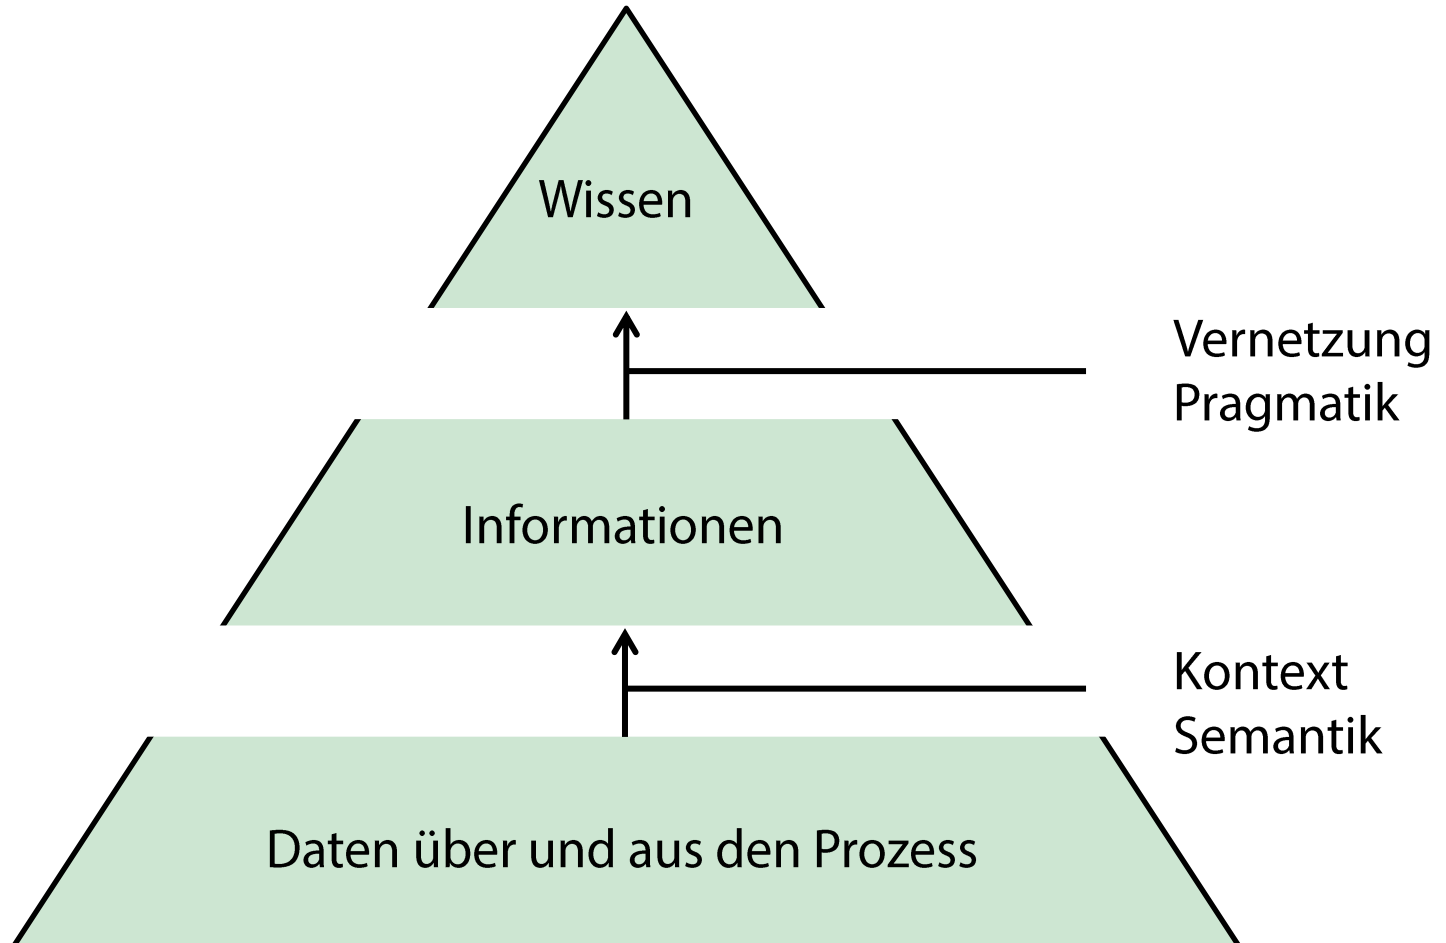 Wissen
Vernetzung
Pragmatik
Informationen
Kontext
Semantik
Daten über und aus den Prozess